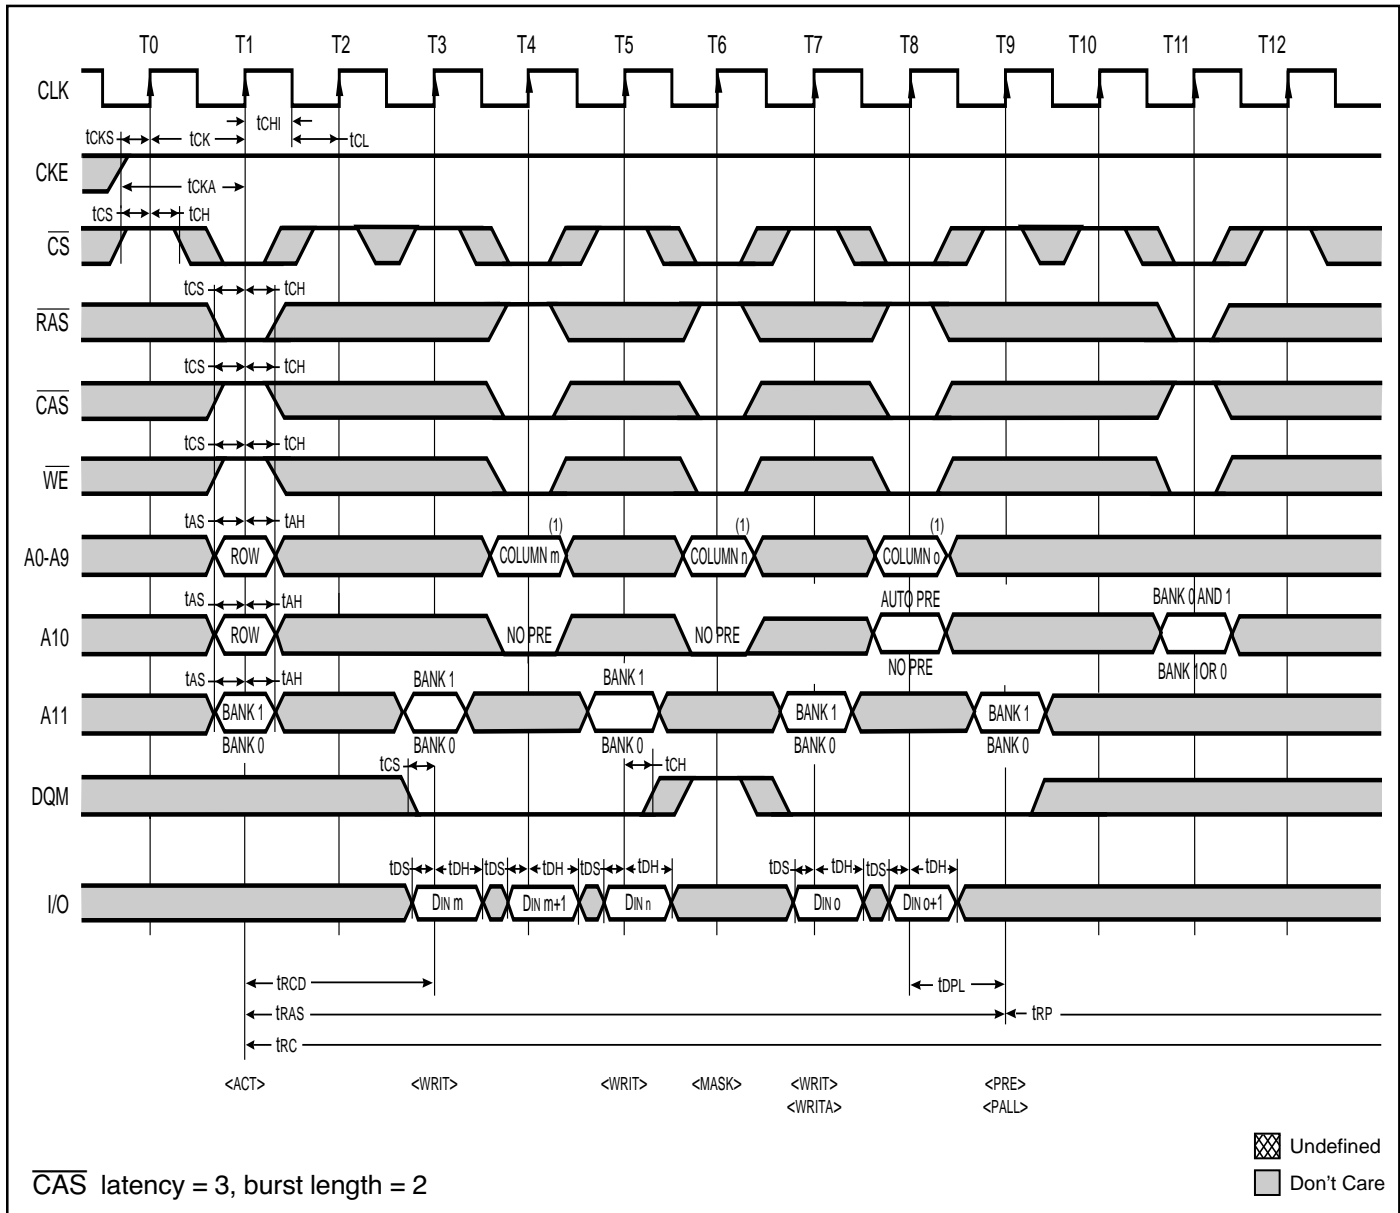 T0 T1 T2 T3 T4 T5 T6 T7 T8 T9 T10 T11 T12
CLK
tCHI
tCKS tCK tCL
CKE
tCKA
tCS tCH
CS
tCS tCH
RAS
tCS tCH
CAS
tCS tCH
WE
tAS tAH (1) (1) (1)
A0-A9 ROW COLUMN m COLUMN n COLUMN o
tAS tAH AUTO PRE BANK 0 AND 1
A10 ROW NO PRE NO PRE
NO PRE BANK 1 OR 0
tAS tAH BANK 1 BANK 1
A11 BANK 1 BANK 1 BANK 1
BANK 0 BANK 0 BANK 0 BANK 0 BANK 0
tCS tCH
DQM
tDS tDH tDS tDH tDS tDH tDS tDH tDS tDH
I/O DIN m DIN m+1 DIN n DIN o DIN o+1
tRCD tDPL
tRAS tRP
tRC
<ACT> <WRIT> <WRIT> <MASK> <WRIT> <PRE>
<WRITA> <PALL>
Undefined
CAS latency = 3, burst length = 2 Don't Care